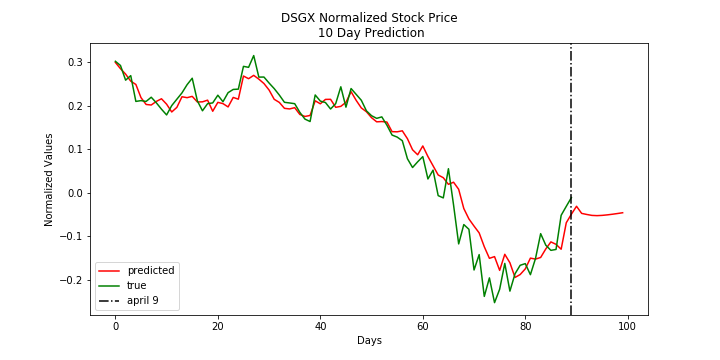 DSGX Normalized Stock Price
10 Day Prediction
Normalized Values
0.3
0.2
0.1
0.0
−0.1
−0.2
predicted
true
april 9
0
20
40
60
80
100
Days